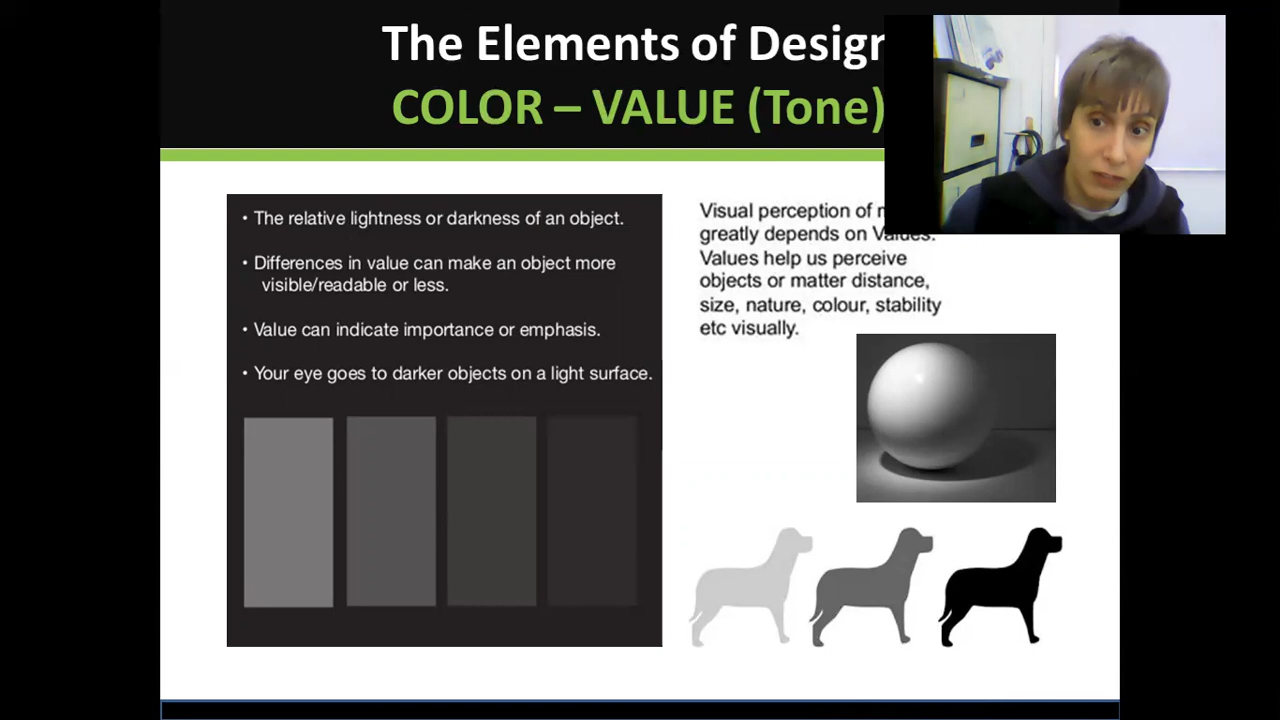 The Elements of Design
COLOR – VALUE (Tone)
• The relative lightness or darkness of an object.
• Differences in value can make an object more
visible/readable or less.
• Value can indicate importance or emphasis.
• Your eye goes to darker objects on a light surface.
Visual perception of
greatly depends on Values.
Values help us perceive
objects or matter distance,
size, nature, colour, stability
etc visually.